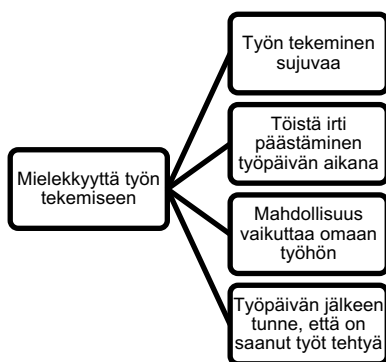 Mielekkyyttä työn
tekemiseen
Työn tekeminen
sujuvaa
Töistä irti
päästäminen
työpäivän aikana
Mahdollisuus
vaikuttaa omaan
työhön
Työpäivän jälkeen
tunne, että on
saanut työt tehtyä